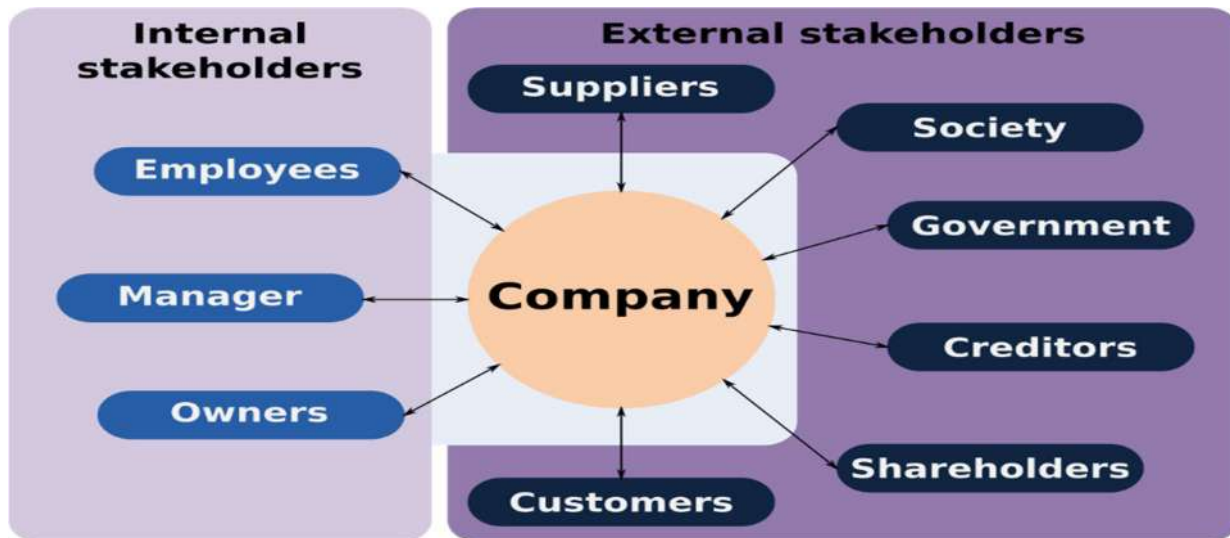 Internal
stakeholders
Employees
Manager
Owners
External stakeholders
Suppliers
Society
Government
Company
Creditors
Shareholders
Customers